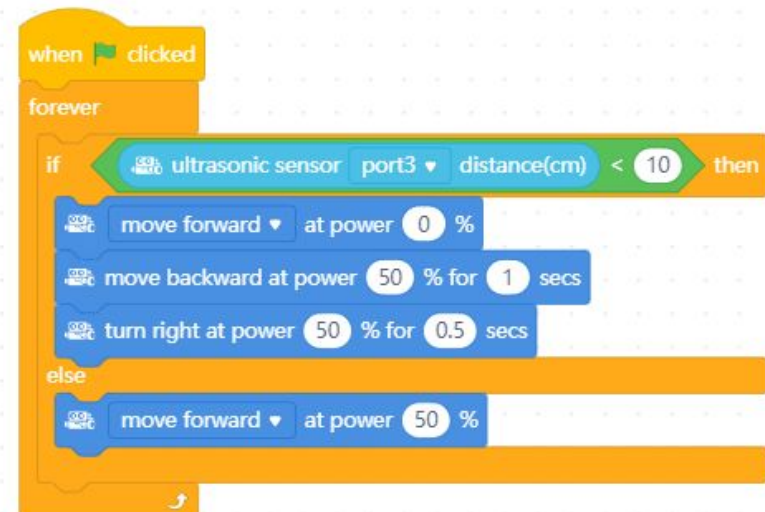 when clicked
forever
if ultrasonic sensor port3 distance(cm) < 10 then
move forward at power 0 %
move backward at power 50 % for 1 secs
turn right at power 50 % for 0.5 secs
else
move forward at power 50 %